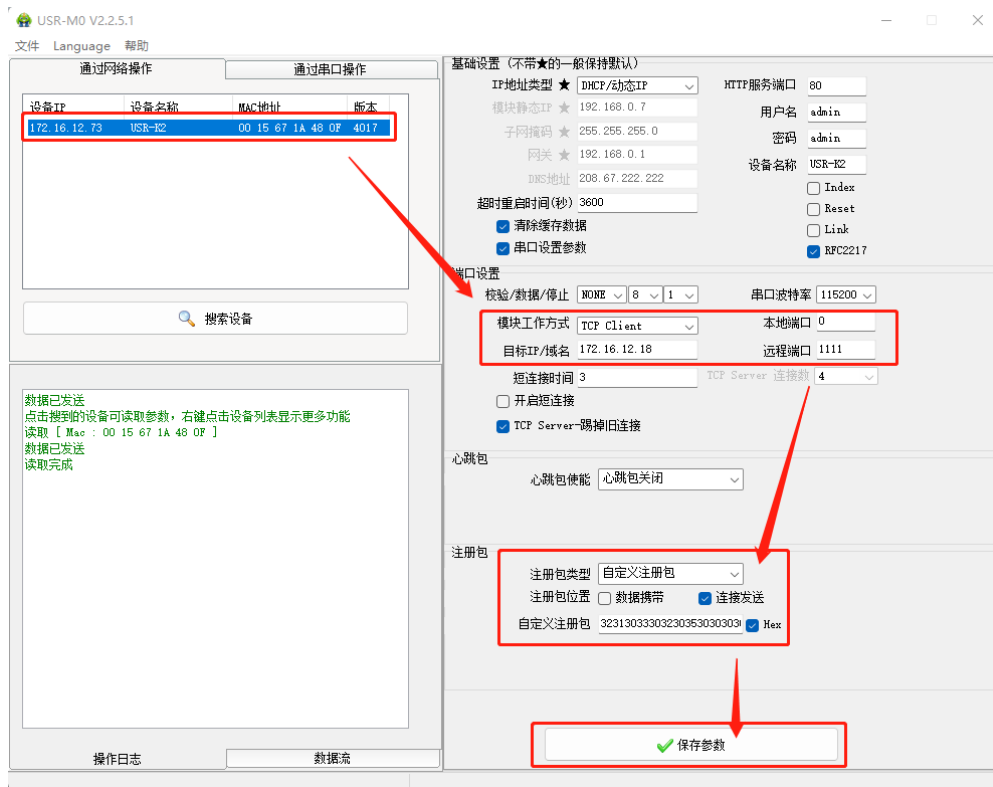 USR-M0 V2.2.5.1
文件 Language 帮助
通过网络操作 通过串口操作
设备IP 设备名称 MAC地址 版本
172.16.12.73 USR-K2 00 15 67 1A 48 0F 4017
搜索设备
数据已发送
点击搜到的设备可读取参数，右键点击设备列表显示更多功能
读取 [ Mac : 00 15 67 1A 48 0F ]
数据已发送
读取完成
操作日志 数据流
基础设置 (不带★的一般保持默认)
IP地址类型 ★ DHCP/动态IP HTTP服务端口 80
模块静态IP ★ 192.168.0.7 用户名 admin
子网掩码 ★ 255.255.255.0 密码 admin
网关 ★ 192.168.0.1 设备名称 USR-K2
DNS地址 208.67.222.222 Index
超时重启时间(秒) 3600 Reset
清除缓存数据 Link
串口设置参数 RFC2217
端口设置
校验/数据/停止 NONE 8 1 串口波特率 115200
模块工作方式 TCP Client 本地端口 0
目标IP/域名 172.16.12.18 远程端口 1111
短连接时间 3 TCP Server 连接数 4
开启短连接
TCP Server-踢掉旧连接
心跳包
心跳包使能 心跳包关闭
注册包
注册包类型 自定义注册包
注册包位置 数据携带 连接发送
自定义注册包 Hex
保存参数